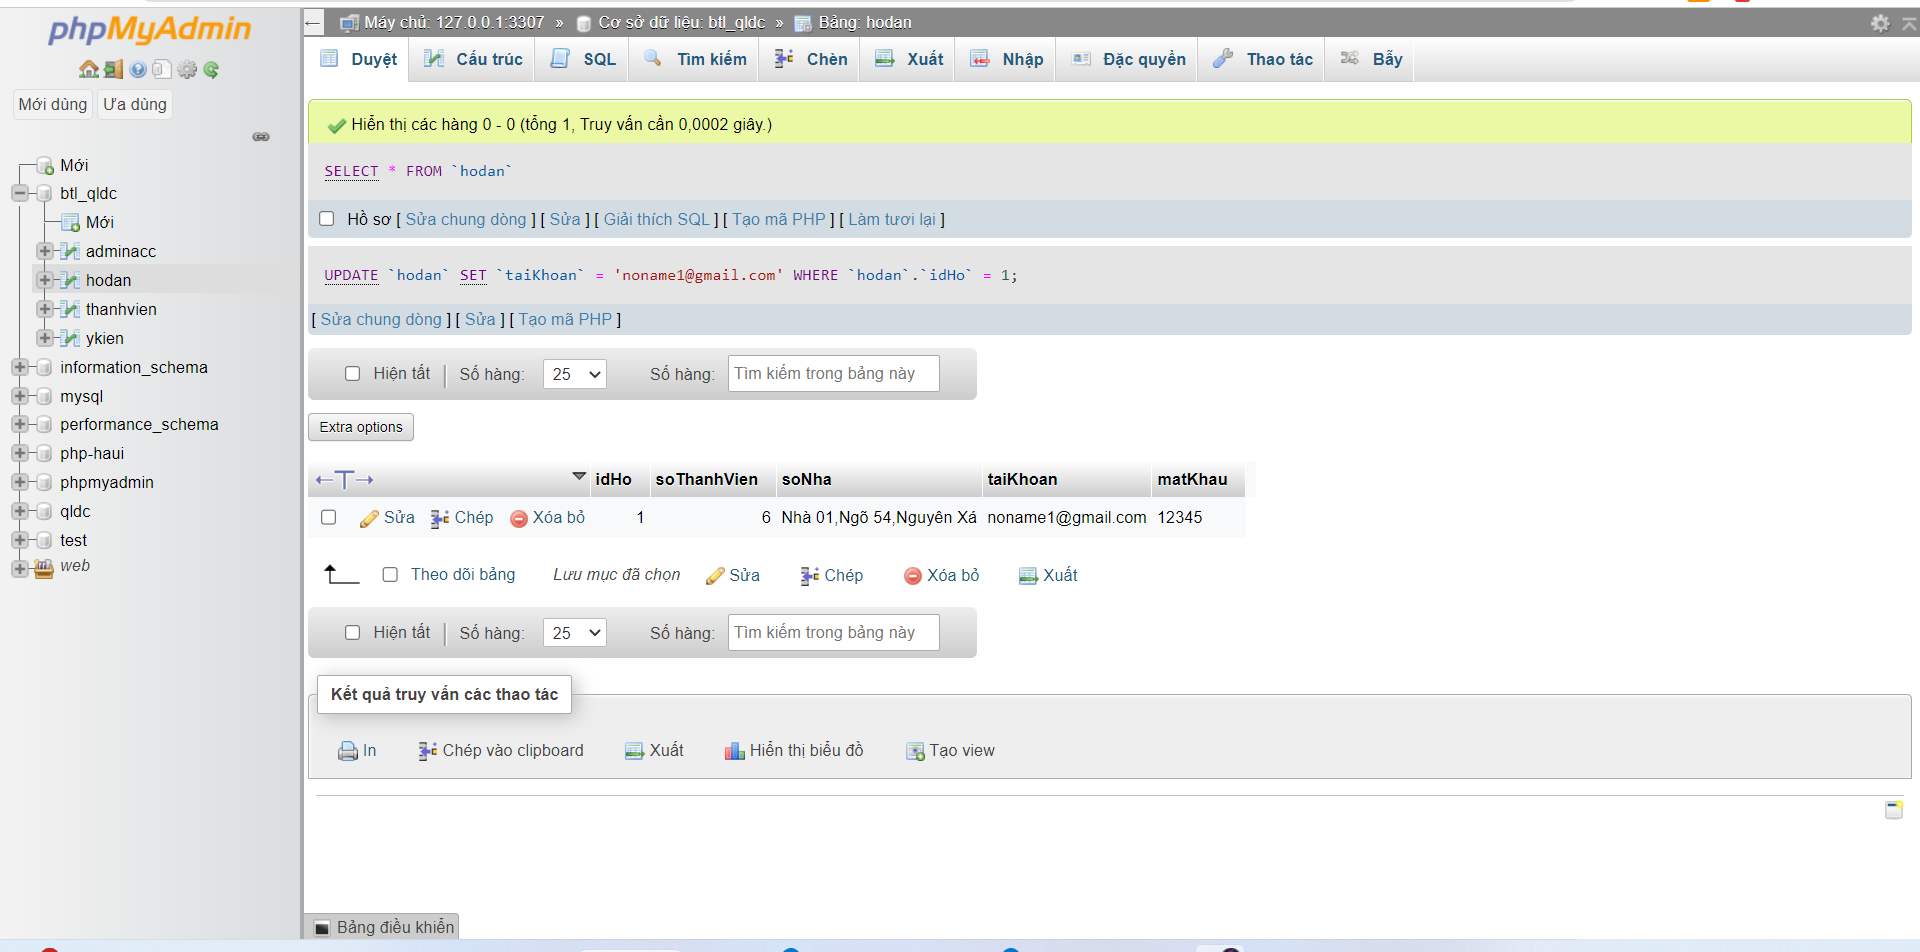 phpMyAdmin
Mới dùng Ưa dùng
Mới
btl_qldc
Mới
adminacc
hodan
thanhvien
ykien
information_schema
mysql
performance_schema
php-haui
phpmyadmin
qldc
test
web
Máy chủ: 127.0.0.1:3307 » Cơ sở dữ liệu: btl_qldc » Bảng: hodan
Duyệt Cấu trúc SQL Tìm kiếm Chèn Xuất Nhập Đặc quyền Thao tác Bẫy
Hiển thị các hàng 0 - 0 (tổng 1, Truy vấn cần 0,0002 giây.)
SELECT * FROM `hodan`
Hồ sơ [ Sửa chung dòng ] [ Sửa ] [ Giải thích SQL ] [ Tạo mã PHP ] [ Làm tươi lại ]
UPDATE `hodan` SET `taiKhoan` = 'noname1@gmail.com' WHERE `hodan`.`idHo` = 1;
[ Sửa chung dòng ] [ Sửa ] [ Tạo mã PHP ]
Hiện tất Số hàng: 25 Số hàng: Tìm kiếm trong bảng này
Extra options
idHo soThanhVien soNha taiKhoan matKhau
Sửa Chép Xóa bỏ 1 6 Nhà 01,Ngõ 54,Nguyên Xá noname1@gmail.com 12345
Theo dõi bảng Lưu mục đã chọn Sửa Chép Xóa bỏ Xuất
Hiện tất Số hàng: 25 Số hàng: Tìm kiếm trong bảng này
Kết quả truy vấn các thao tác
In Chép vào clipboard Xuất Hiển thị biểu đồ Tạo view
Bảng điều khiển